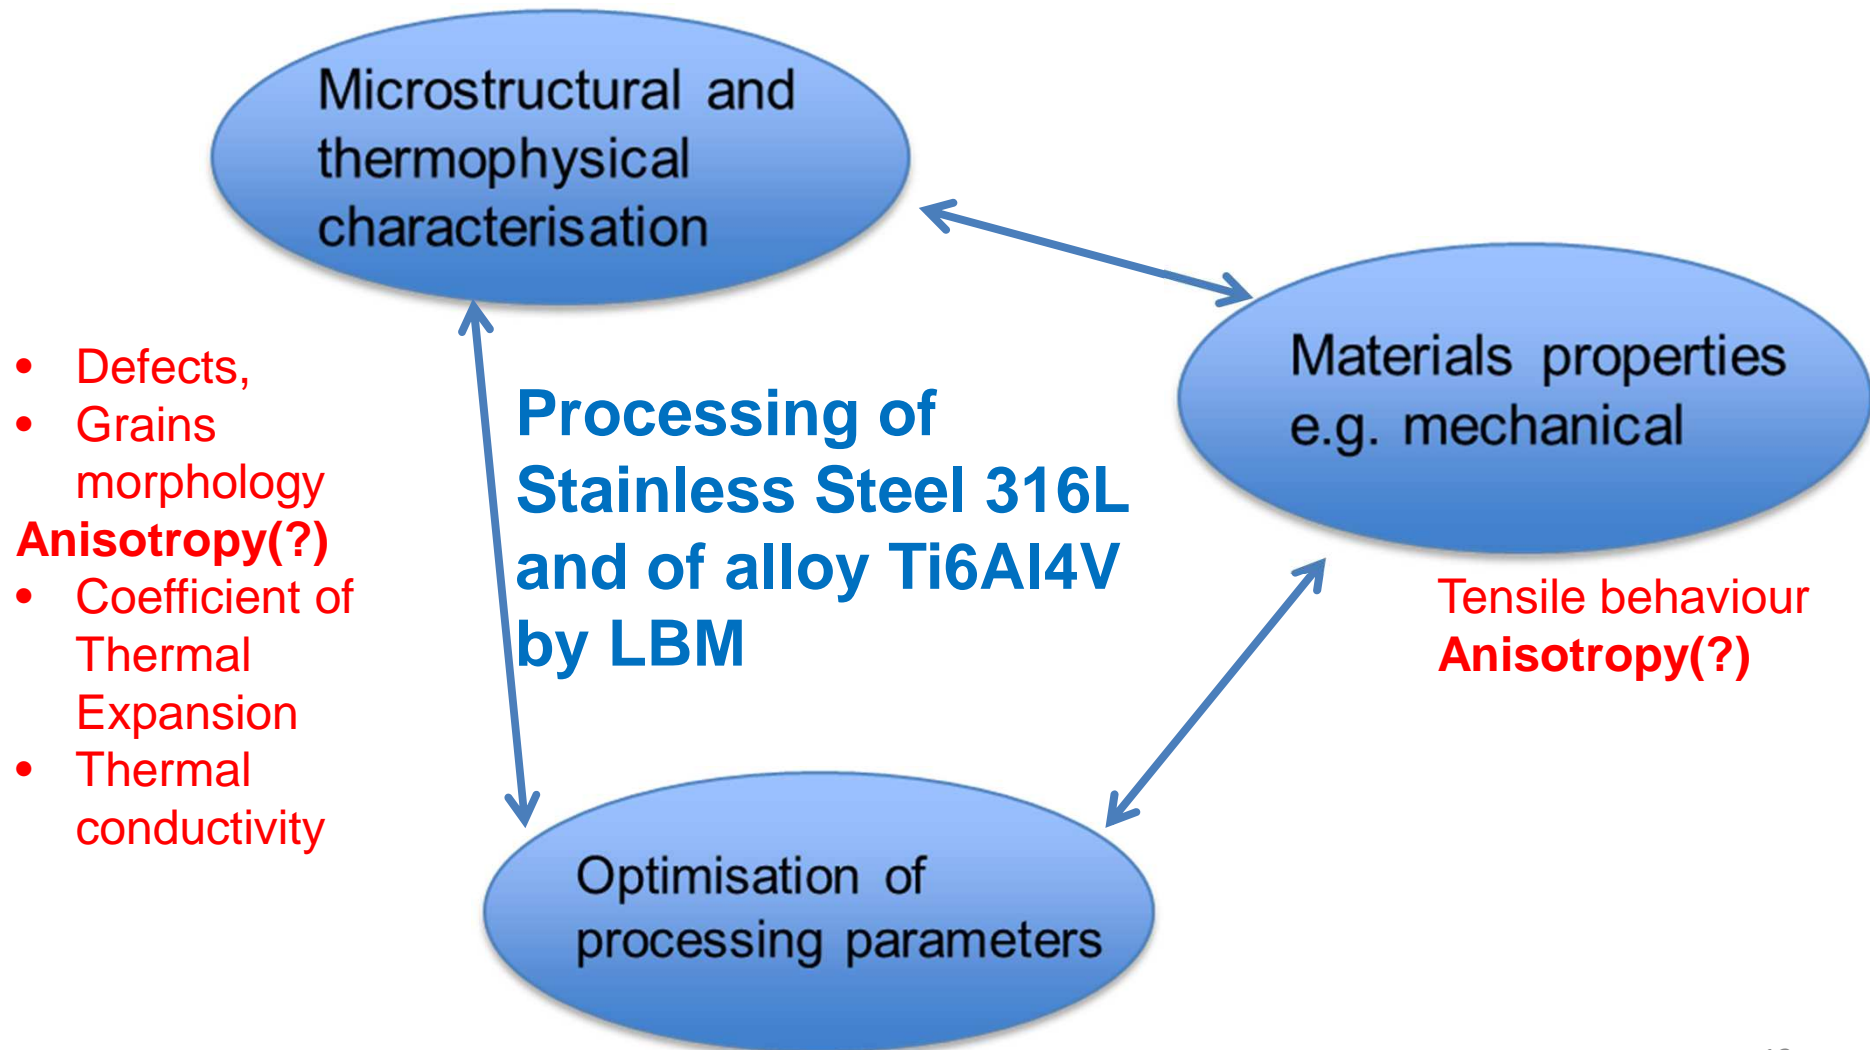 Microstructural and
thermophysical
characterisation
Materials properties
e.g. mechanical
• Defects,
• Grains
morphology
Anisotropy(?)
• Coefficient of
Thermal
Expansion
• Thermal
conductivity
Processing of
Stainless Steel 316L
and of alloy Ti6Al4V
by LBM
Tensile behaviour
Anisotropy(?)
Optimisation of
processing parameters